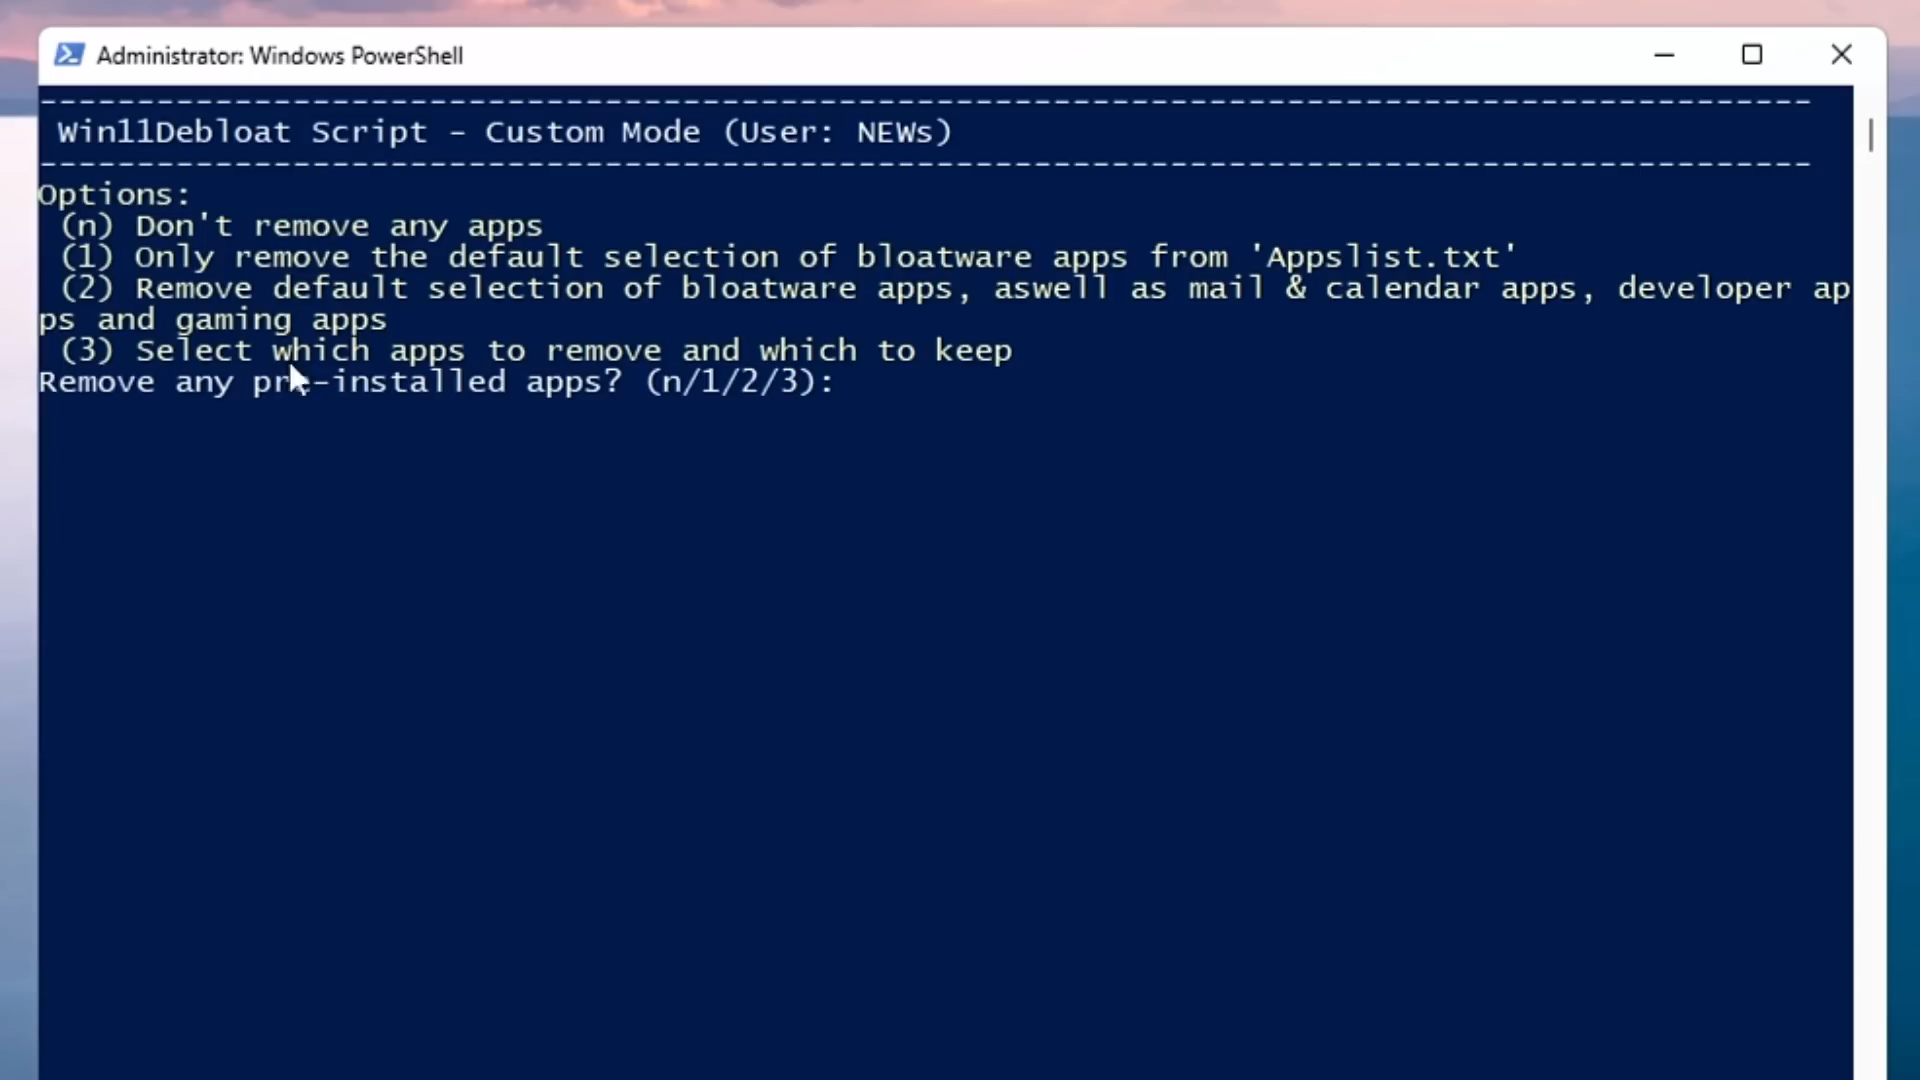 Administrator: Windows PowerShell
-------------------------------------------------------------------------------------------
Win11Debloat Script - Custom Mode (User: NEWs)
-------------------------------------------------------------------------------------------
Options:
(n) Don't remove any apps
(1) Only remove the default selection of bloatware apps from 'Appslist.txt'
(2) Remove default selection of bloatware apps, aswell as mail & calendar apps, developer ap
ps and gaming apps
(3) Select which apps to remove and which to keep
Remove any pre-installed apps? (n/1/2/3):